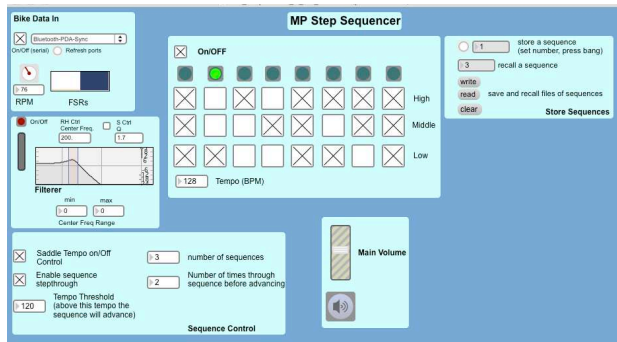 MP Step Sequencer
Bike Data In
Bluetooth-PDA-Sync
On/Off (serial)
Refresh ports
76
RPM
FSRs
On/Off
RH Ctrl
Center Freq.
200.
S Ctrl
Q
1.7
Filterer
min
max
0
0
Center Freq Range
On/OFF
High
Middle
Low
128
Tempo (BPM)
1
store a sequence
(set number, press bang)
3
recall a sequence
write
read
save and recall files of sequences
clear
Store Sequences
Saddle Tempo on/Off
Control
Enable sequence
stepthrough
120
Tempo Threshold
(above this tempo the
sequence will advance)
3
number of sequences
2
Number of times through
sequence before advancing
Sequence Control
Main Volume